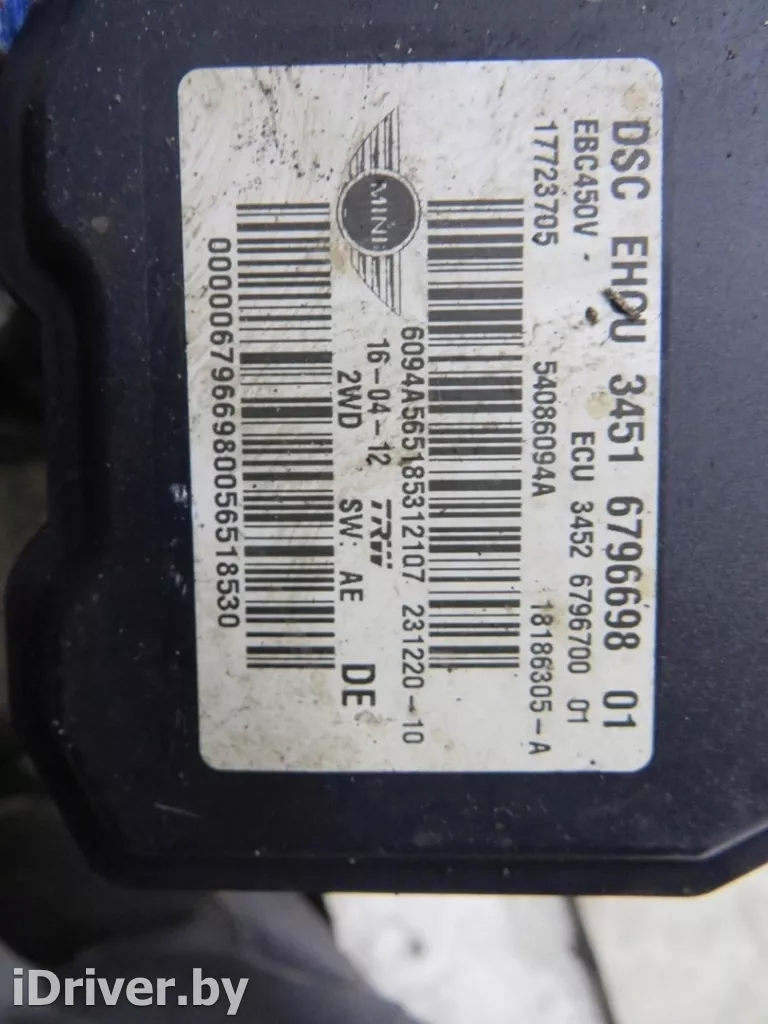 DSC EHCU 3451 6796698 01
EBC450V ECU 3452 6796700 01
17723705 54086094A 18186305-A
6094A565185312107 231220-10
MINI
16-04-12 TRW
2WD SW: AE DE
0000067966980056518530
iDriver.by